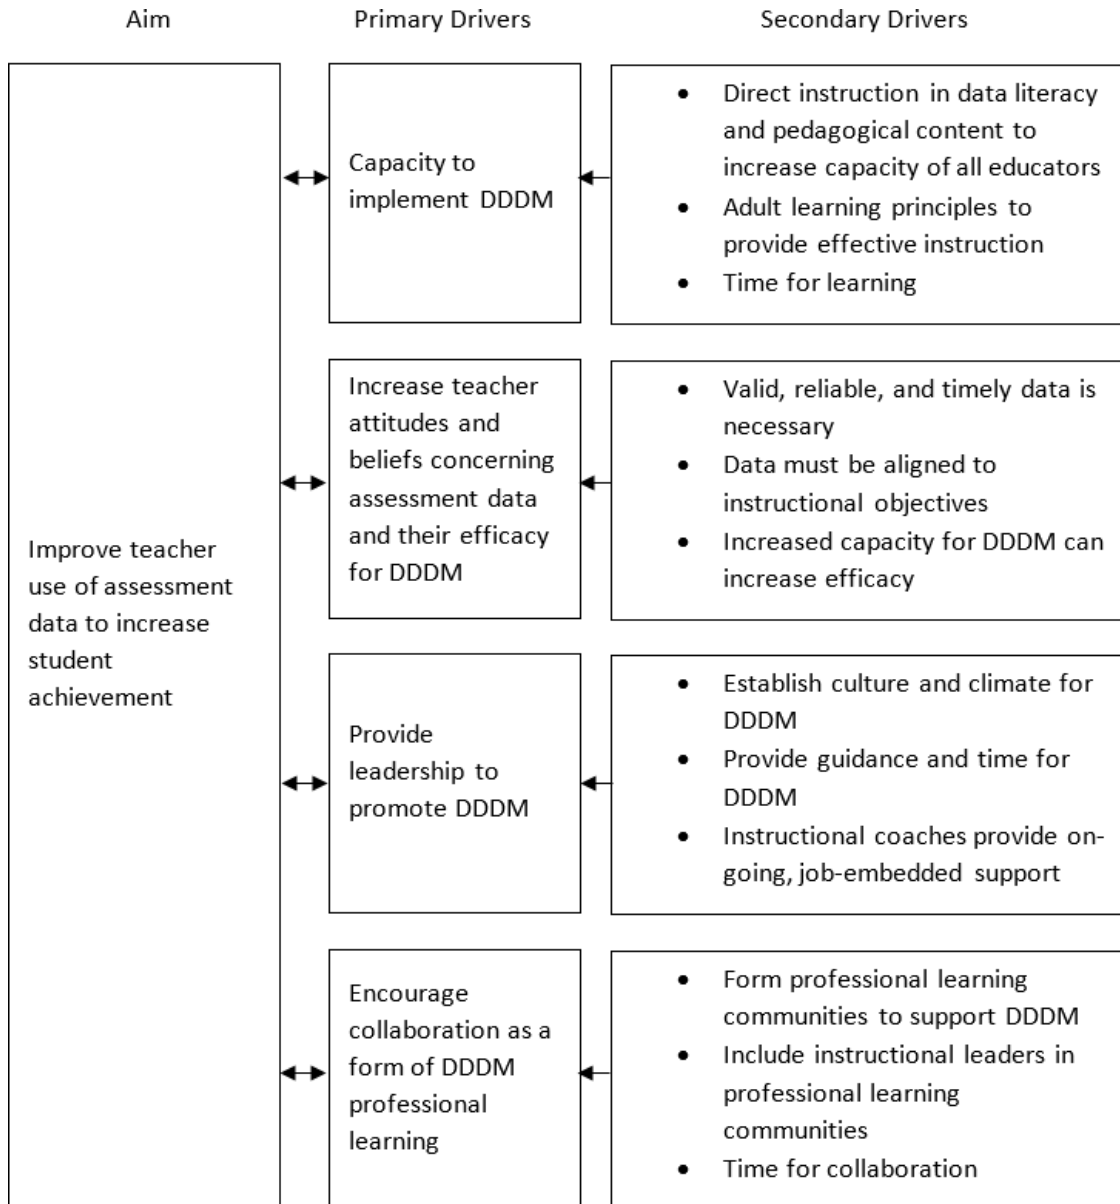 Aim
Primary Drivers
Secondary Drivers
Improve teacher
use of assessment
data to increase
student
achievement
Capacity to
implement DDDM
• Direct instruction in data literacy
and pedagogical content to
increase capacity of all educators
• Adult learning principles to
provide effective instruction
• Time for learning
Increase teacher
attitudes and
beliefs concerning
assessment data
and their efficacy
for DDDM
• Valid, reliable, and timely data is
necessary
• Data must be aligned to
instructional objectives
• Increased capacity for DDDM can
increase efficacy
Provide
leadership to
promote DDDM
• Establish culture and climate for
DDDM
• Provide guidance and time for
DDDM
• Instructional coaches provide on-
going, job-embedded support
Encourage
collaboration as a
form of DDDM
professional
learning
• Form professional learning
communities to support DDDM
• Include instructional leaders in
professional learning
communities
• Time for collaboration